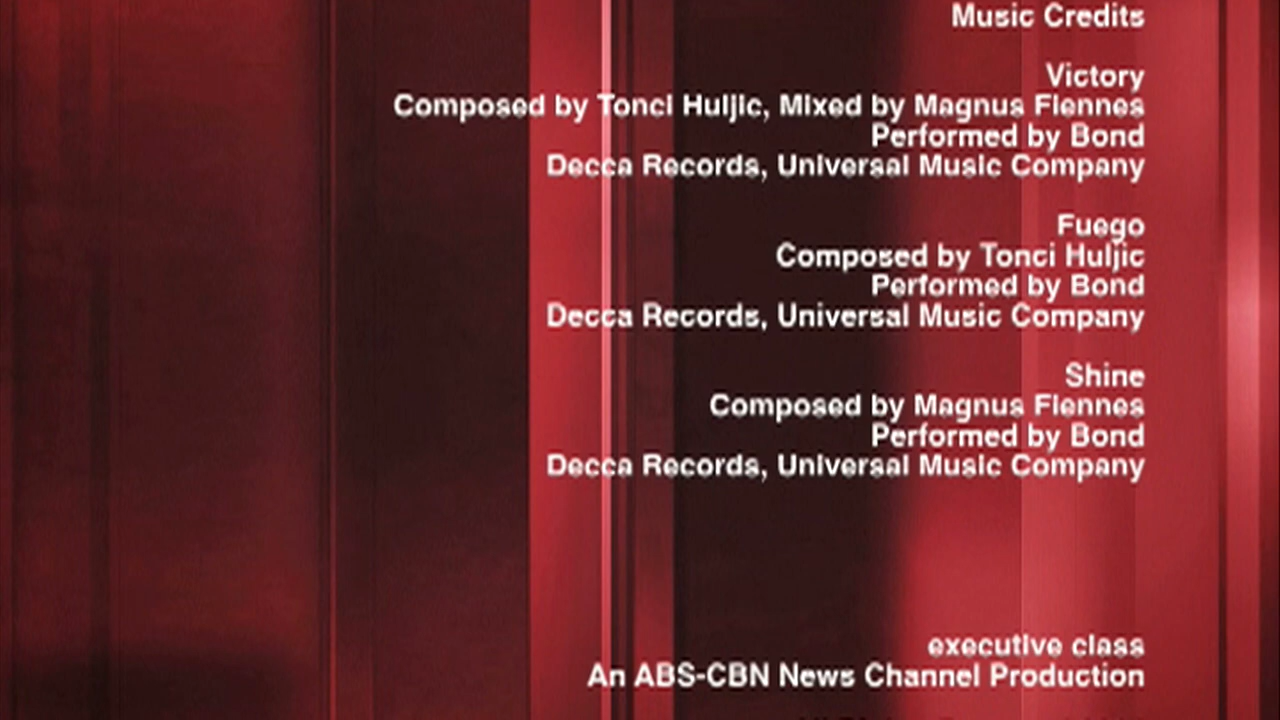 Music Credits
Victory
Composed by Tonci Huljic, Mixed by Magnus Fiennes
Performed by Bond
Decca Records, Universal Music Company
Fuego
Composed by Tonci Huljic
Performed by Bond
Decca Records, Universal Music Company
Shine
Composed by Magnus Fiennes
Performed by Bond
Decca Records, Universal Music Company
executive class
An ABS-CBN News Channel Production